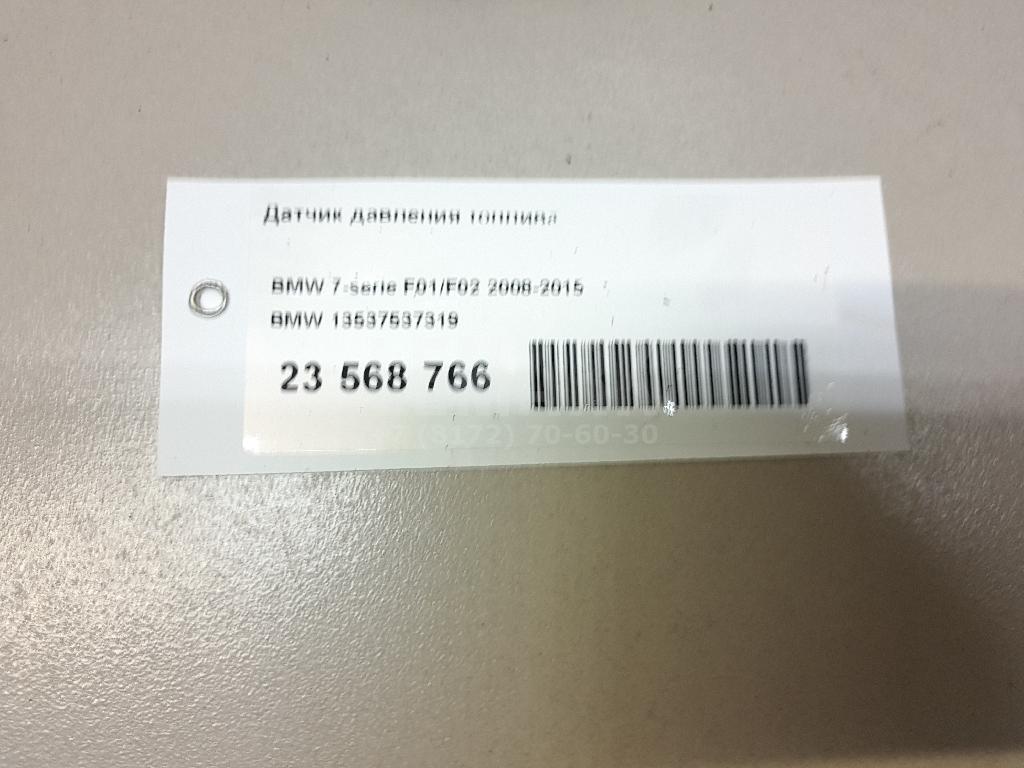 Датчик давления топлива
BMW 7-serie F01/F02 2008-2015
BMW 13537537319
23 568 766
(8172) 70-60-30